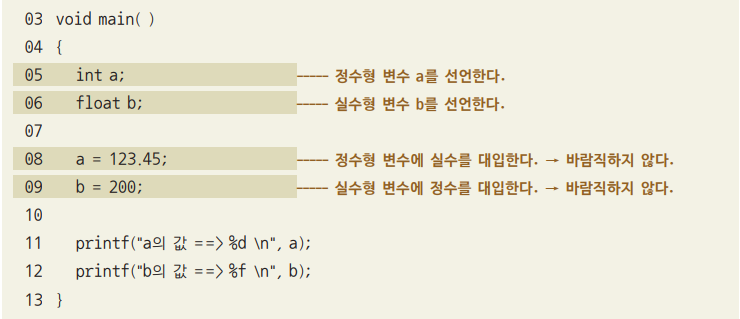 03 void main( )
04 {
05 int a; ----- 정수형 변수 a를 선언한다.
06 float b; ----- 실수형 변수 b를 선언한다.
07
08 a = 123.45; ----- 정수형 변수에 실수를 대입한다. → 바람직하지 않다.
09 b = 200; ----- 실수형 변수에 정수를 대입한다. → 바람직하지 않다.
10
11 printf("a의 값 ==> %d \n", a);
12 printf("b의 값 ==> %f \n", b);
13 }